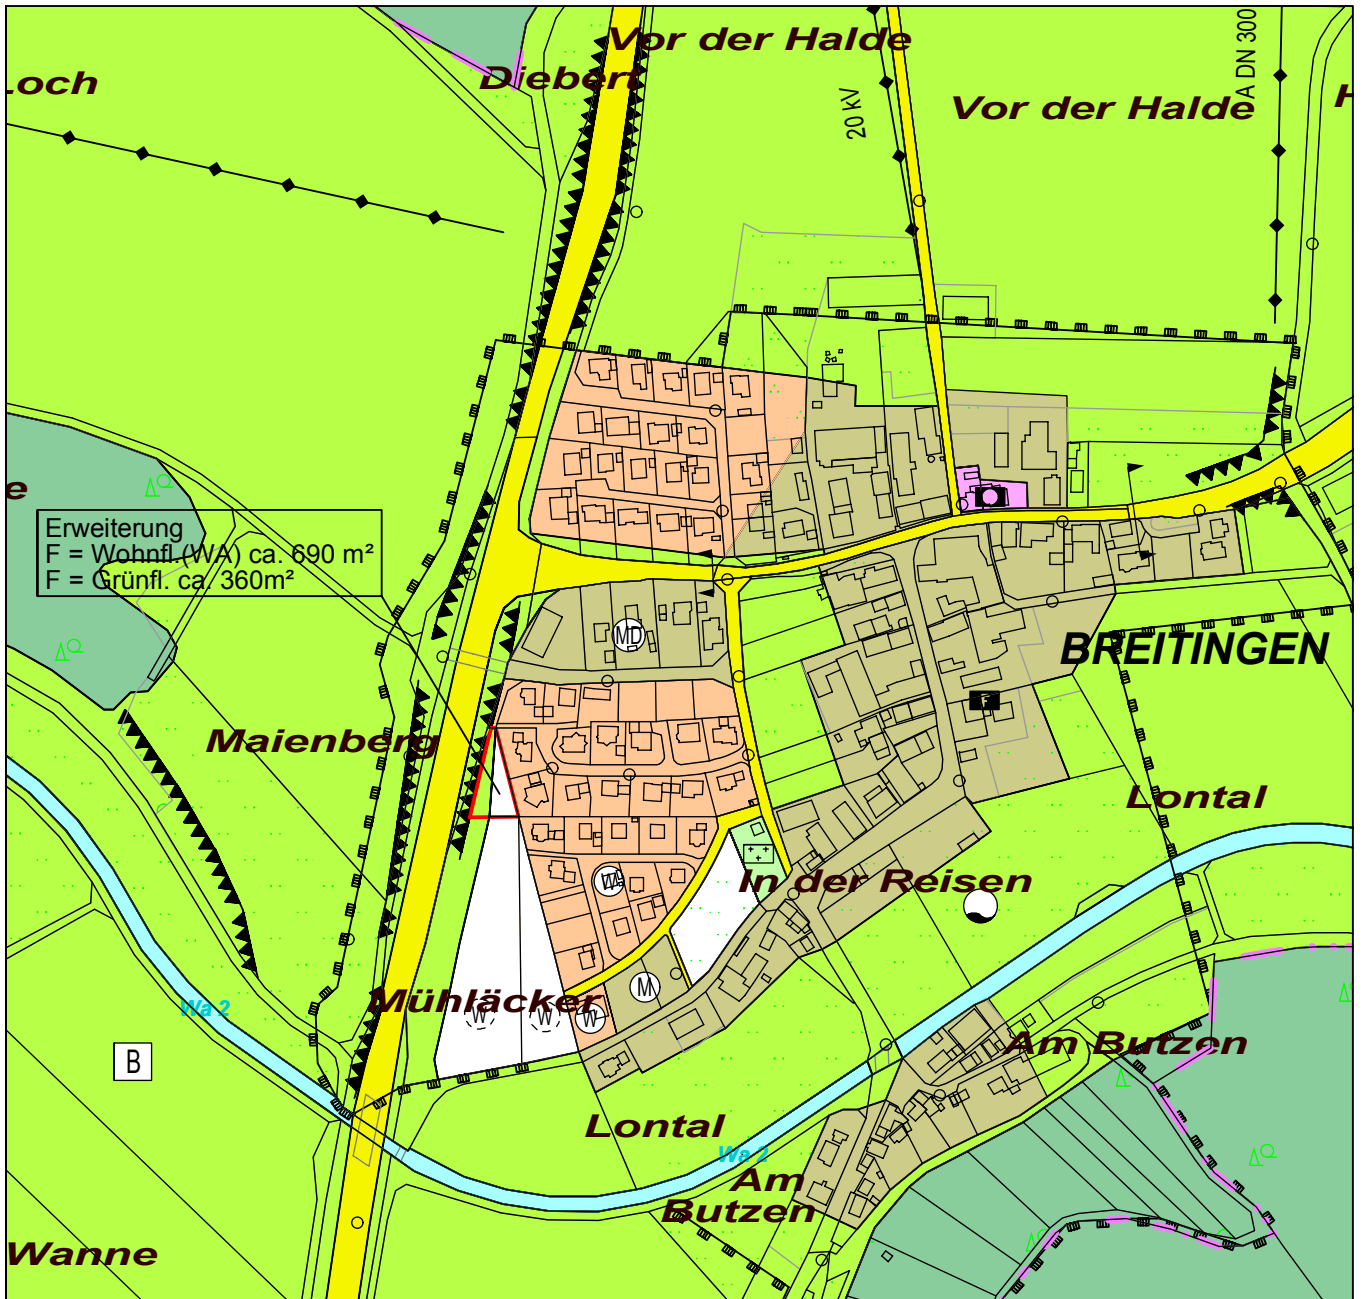 Vor der Halde
Diebert
.och
20 kV
Vor der Halde
A DN 300
H
e
Erweiterung
F = Wohnfl.(WA) ca. 690 m²
F = Grünfl. ca. 360m²
MD
BREITINGEN
F
Maienberg
Lontal
In der Reisen
W
Mühläcker
M
W
W
W
Wa 2
B
Am Butzen
Lontal
Wa 2
Am
Butzen
Wanne